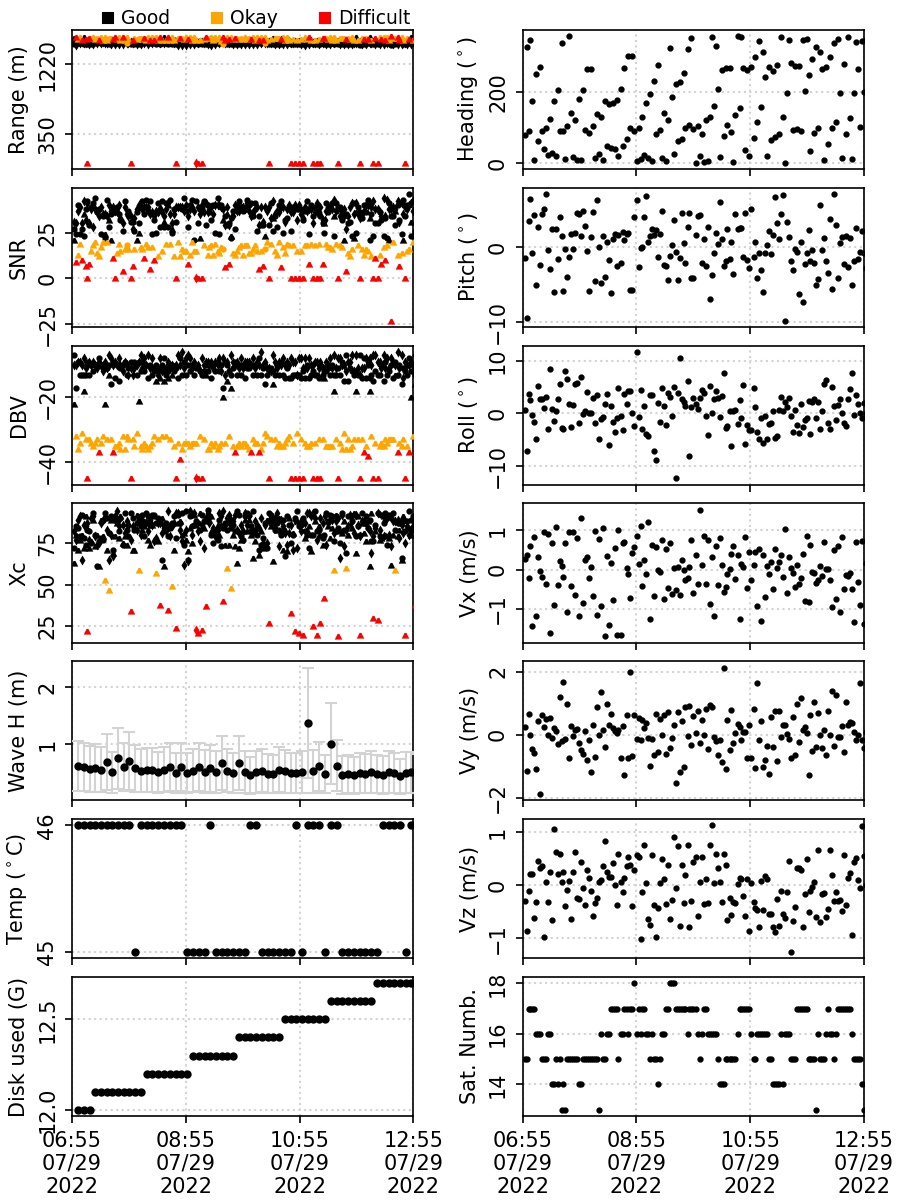 Good Okay Difficult
Range (m)
1220
350
SNR
25
0
−25
DBV
−20
−40
Xc
75
50
25
Wave H (m)
2
1
Temp (°C)
46
45
Disk used (G)
12.5
12.0
06:55 08:55 10:55 12:55
07/29 07/29 07/29 07/29
2022 2022 2022 2022
Heading (°)
200
0
Pitch (°)
0
−10
Roll (°)
10
0
−10
Vx (m/s)
1
0
−1
Vy (m/s)
2
0
−2
Vz (m/s)
1
0
−1
Sat. Numb.
18
16
14
06:55 08:55 10:55 12:55
07/29 07/29 07/29 07/29
2022 2022 2022 2022